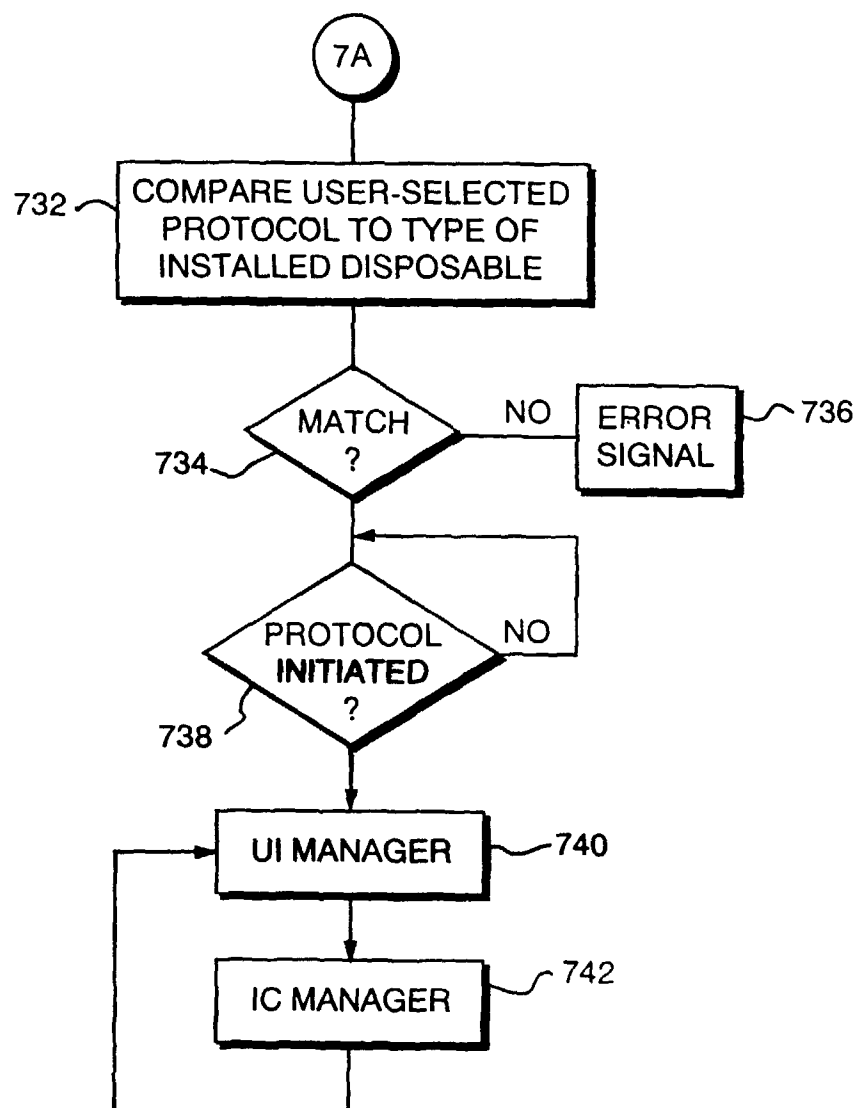 7A
732
COMPARE USER-SELECTED
PROTOCOL TO TYPE OF
INSTALLED DISPOSABLE
MATCH
?
734
NO
ERROR
SIGNAL
736
PROTOCOL
INITIATED
?
NO
738
UI MANAGER
740
IC MANAGER
742